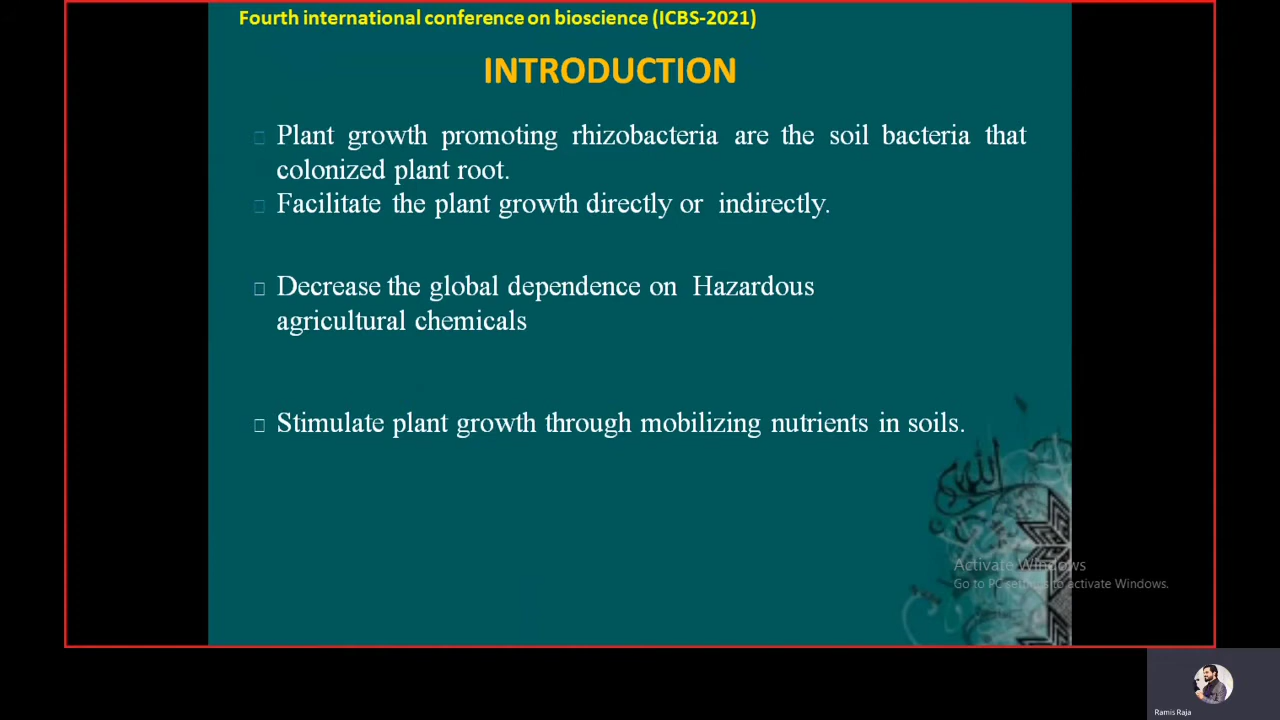 Fourth international conference on bioscience (ICBS-2021)
INTRODUCTION
Plant growth promoting rhizobacteria are the soil bacteria that
colonized plant root.
Facilitate the plant growth directly or indirectly.
Decrease the global dependence on Hazardous
agricultural chemicals
Stimulate plant growth through mobilizing nutrients in soils.
Activate Windows
Go to PC settings to activate Windows.
Ramis Raja